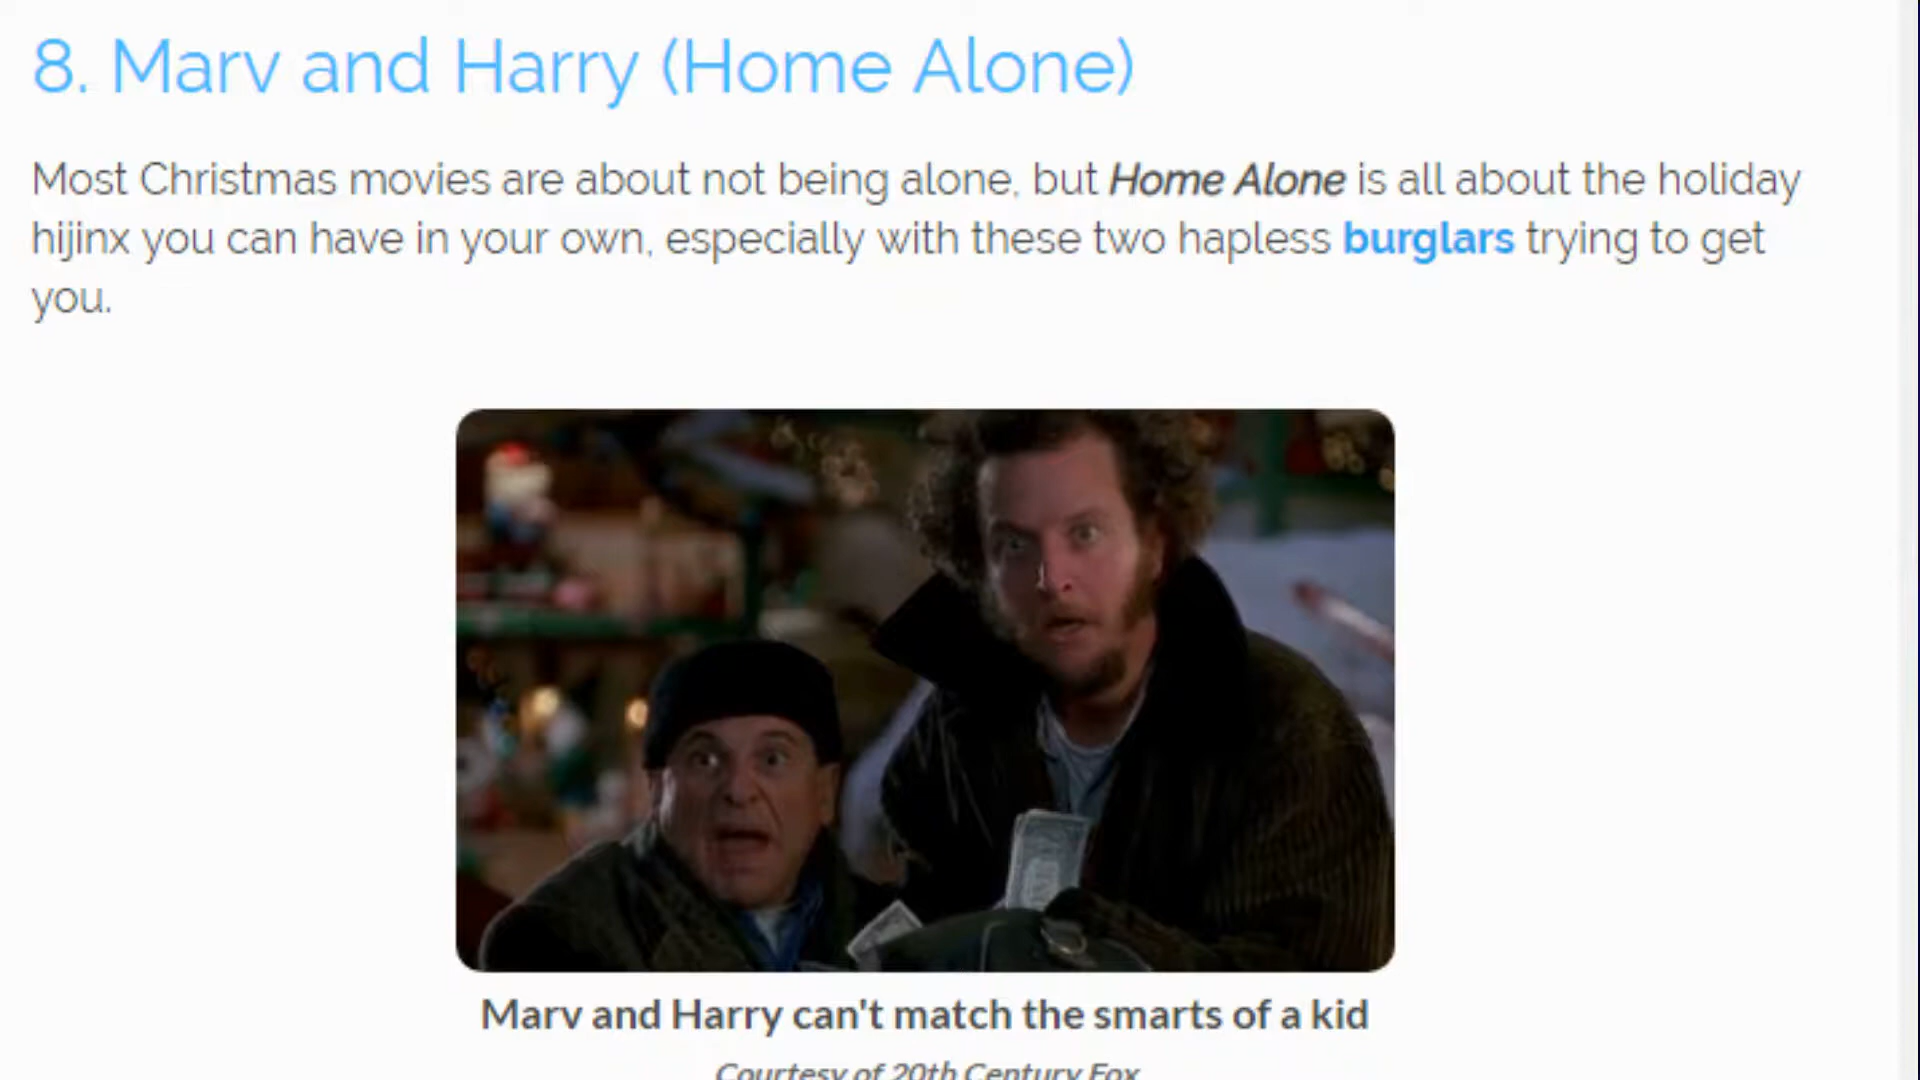 8. Marv and Harry (Home Alone)
Most Christmas movies are about not being alone, but Home Alone is all about the holiday
hijinx you can have in your own, especially with these two hapless burglars trying to get
you.
Marv and Harry can't match the smarts of a kid
Courtesy of 20th Century Fox